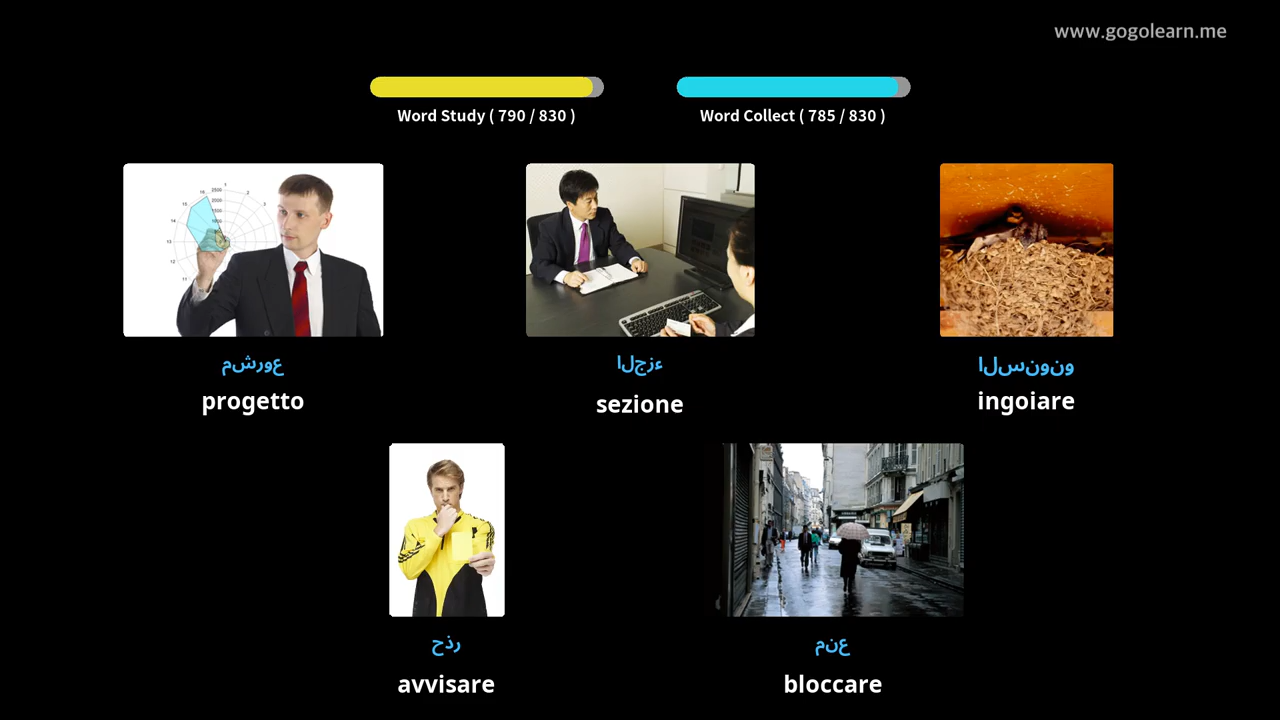 www.gogolearn.me
Word Study ( 790 / 830 )
Word Collect ( 785 / 830 )
مشروع
الجزء
السنونو
progetto
sezione
ingoiare
حذر
منع
avvisare
bloccare